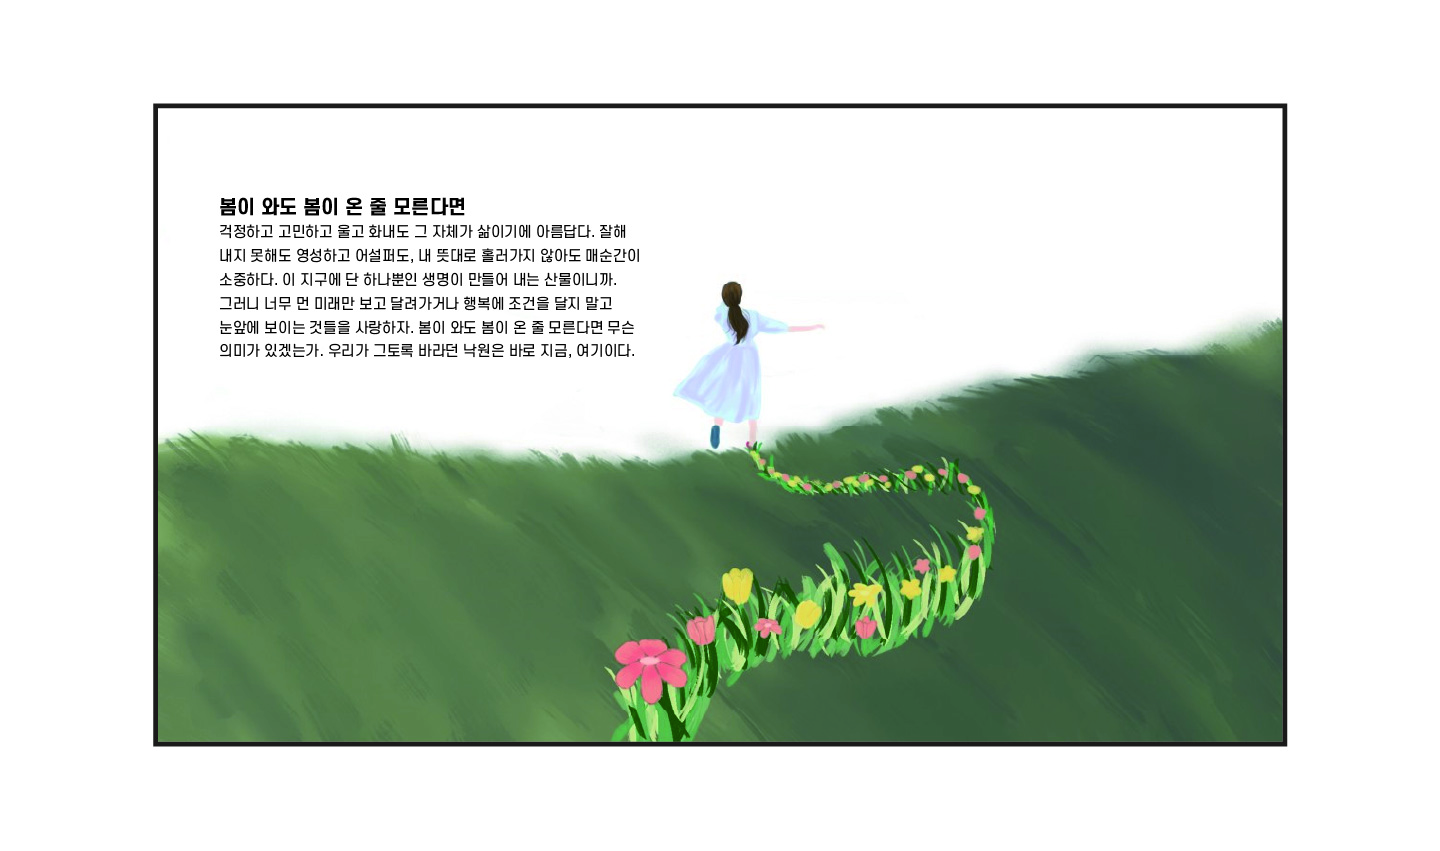 봄이 와도 봄이 온 줄 모른다면
걱정하고 고민하고 울고 화내도 그 자체가 삶이기에 아름답다. 잘해
내지 못해도 엉성하고 어설퍼도, 내 뜻대로 흘러가지 않아도 매순간이
소중하다. 이 지구에 단 하나뿐인 생명이 만들어 내는 산물이니까.
그러니 너무 먼 미래만 보고 달려가거나 행복에 조건을 달지 말고
눈앞에 보이는 것들을 사랑하자. 봄이 와도 봄이 온 줄 모른다면 무슨
의미가 있겠는가. 우리가 그토록 바라던 낙원은 바로 지금, 여기이다.